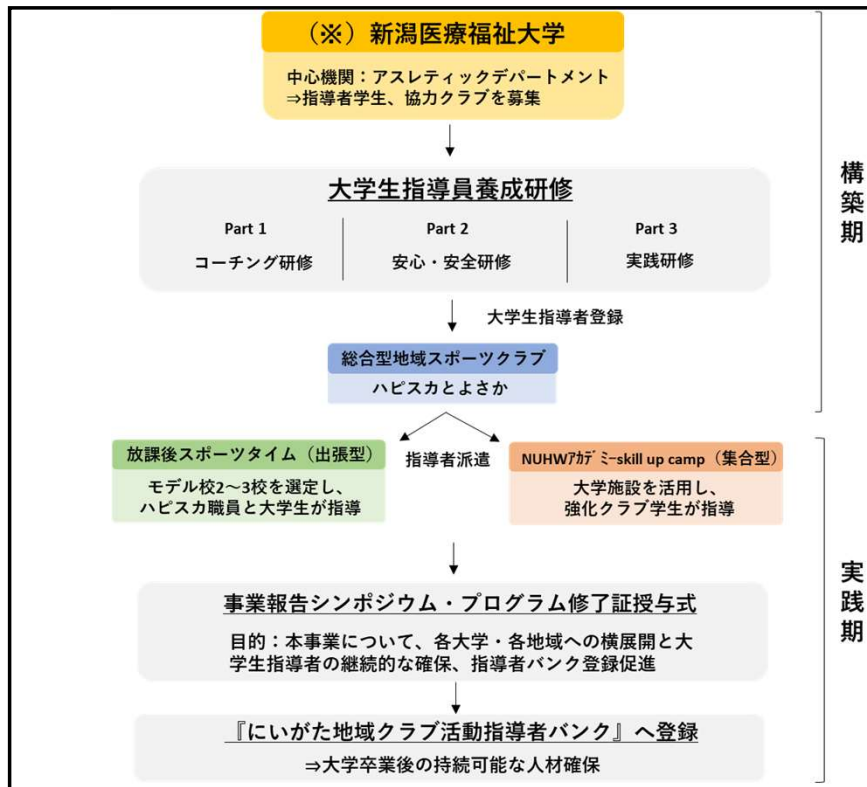 （※）新潟医療福祉大学
中心機関：アスレティックデパートメント
⇒指導者学生、協力クラブを募集
大学生指導員養成研修
Part 1
コーチング研修
Part 2
安心・安全研修
Part 3
実践研修
大学生指導者登録
総合型地域スポーツクラブ
ハピスカとよさか
構築期
放課後スポーツタイム（出張型）
モデル校2～3校を選定し、
ハピスカ職員と大学生が指導
指導者派遣
NUHWｱｶﾃﾞﾐｰskill up camp（集合型）
大学施設を活用し、
強化クラブ学生が指導
事業報告シンポジウム・プログラム修了証授与式
目的：本事業について、各大学・各地域への横展開と大
学生指導者の継続的な確保、指導者バンク登録促進
『にいがた地域クラブ活動指導者バンク』へ登録
⇒大学卒業後の持続可能な人材確保
実践期